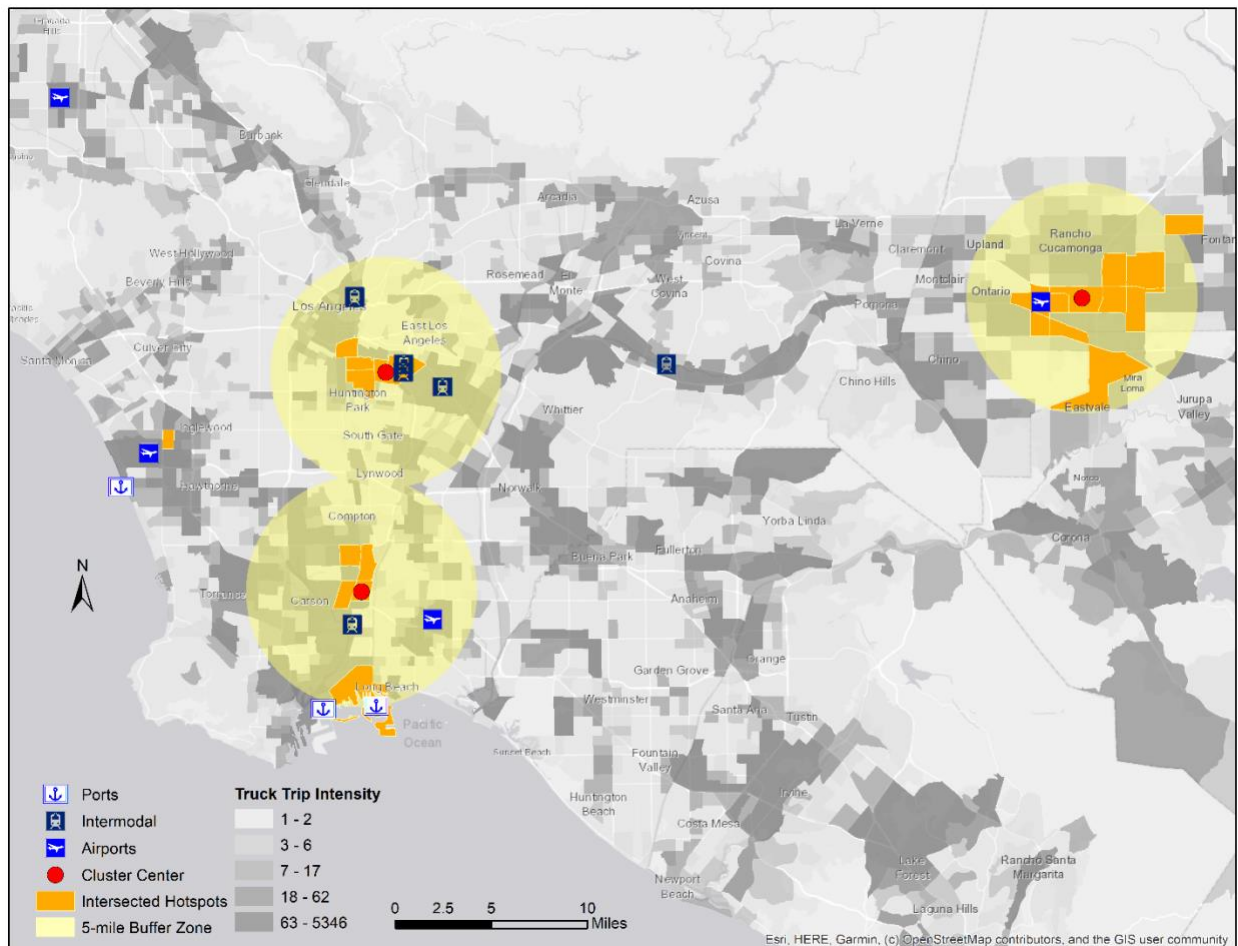 Granada
Hills
Burbank
Glendale
Arcadia
Azusa
Vincent
La Verne
Claremont
Upland
Rancho
Cucamonga
Fontan
West Hollywood
Beverly Hills
Rosemead
El
Monte
West
Covina
Covina
Montclair
Ontario
Pomona
Los Angeles
East Los
Angeles
Santa Monica
Culver City
Huntington
Park
Chino
Chino Hills
Mira
Loma
Eastvale
Jurupa
Valley
Whittier
Inglewood
South Gate
Lynwood
Hawthorne
Norwalk
Norco
Compton
Yorba Linda
Corona
Buena Park
Fullerton
N
Torrance
Carson
Anaheim
Orange
Garden Grove
Long Beach
Westminster
Santa Ana
Tustin
Pacific
Ocean
Sunset Beach
Fountain
Valley
Huntington
Beach
Irvine
Costa Mesa
Lake
Forest
Rancho Santa
Margarita
Newport
Beach
Laguna Hills
Ports
Intermodal
Airports
Cluster Center
Intersected Hotspots
5-mile Buffer Zone
Truck Trip Intensity
1 - 2
3 - 6
7 - 17
18 - 62
63 - 5346
0 2.5 5 10
Miles
Esri, HERE, Garmin, (c) OpenStreetMap contributors, and the GIS user community